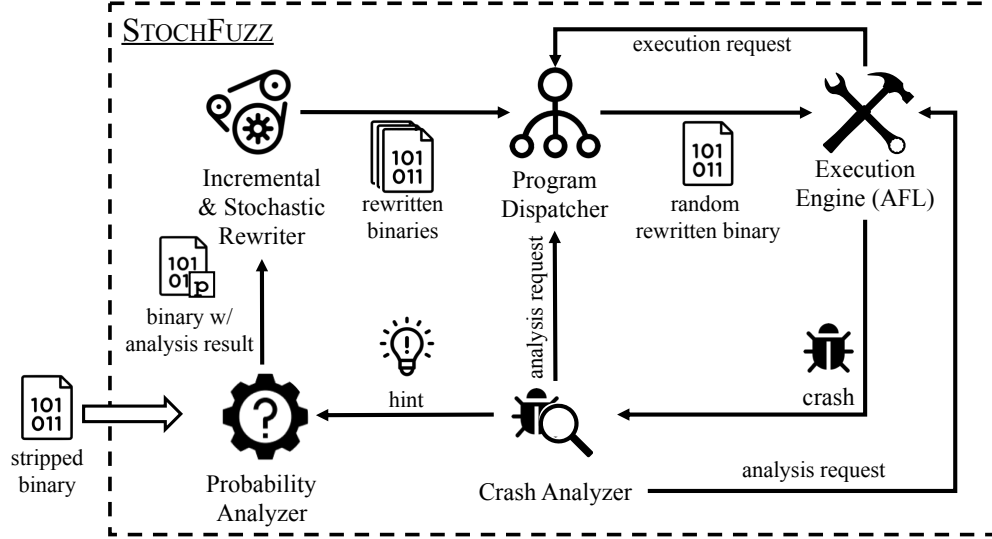 STOCHFUZZ
execution request
101
011
rewritten
binaries
101
011
random
rewritten binary
Incremental
& Stochastic
Rewriter
Program
Dispatcher
Execution
Engine (AFL)
101
01
p
binary w/
analysis result
analysis request
!
hint
crash
101
011
stripped
binary
?
Probability
Analyzer
Crash Analyzer
analysis request